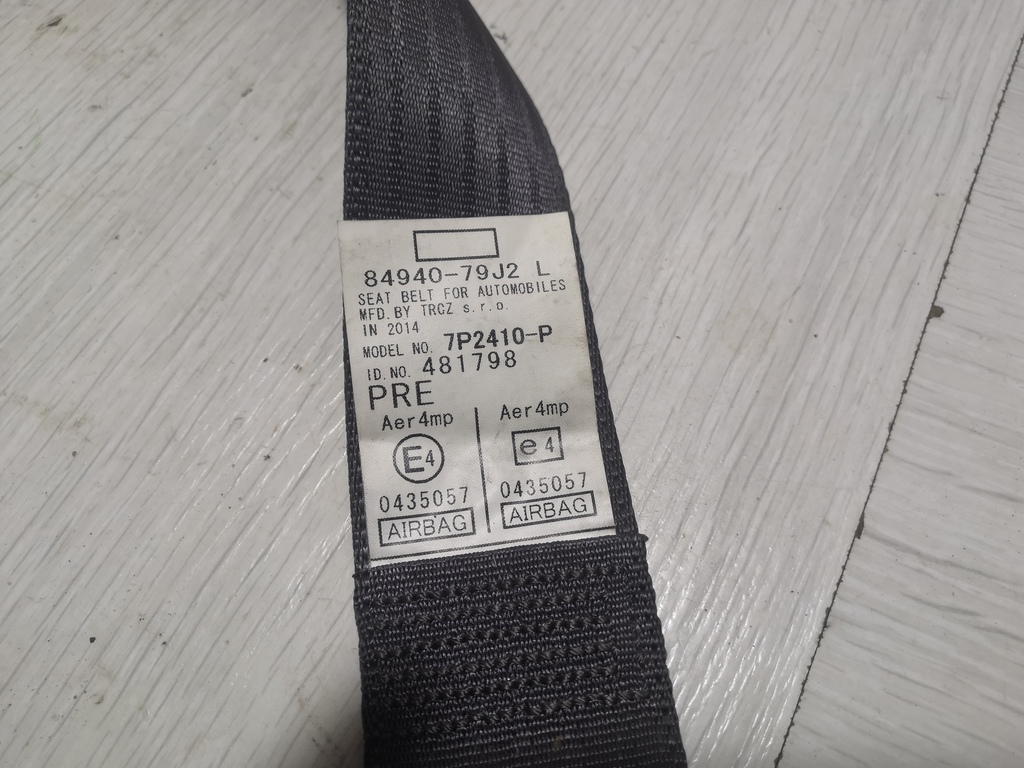 84940-79J2 L
SEAT BELT FOR AUTOMOBILES
MFD. BY TRCZ s.r.o.
IN 2014
MODEL NO. 7P2410-P
ID.NO. 481798
PRE
Aer4mp
E4
0435057
AIRBAG
Aer4mp
e4
0435057
AIRBAG